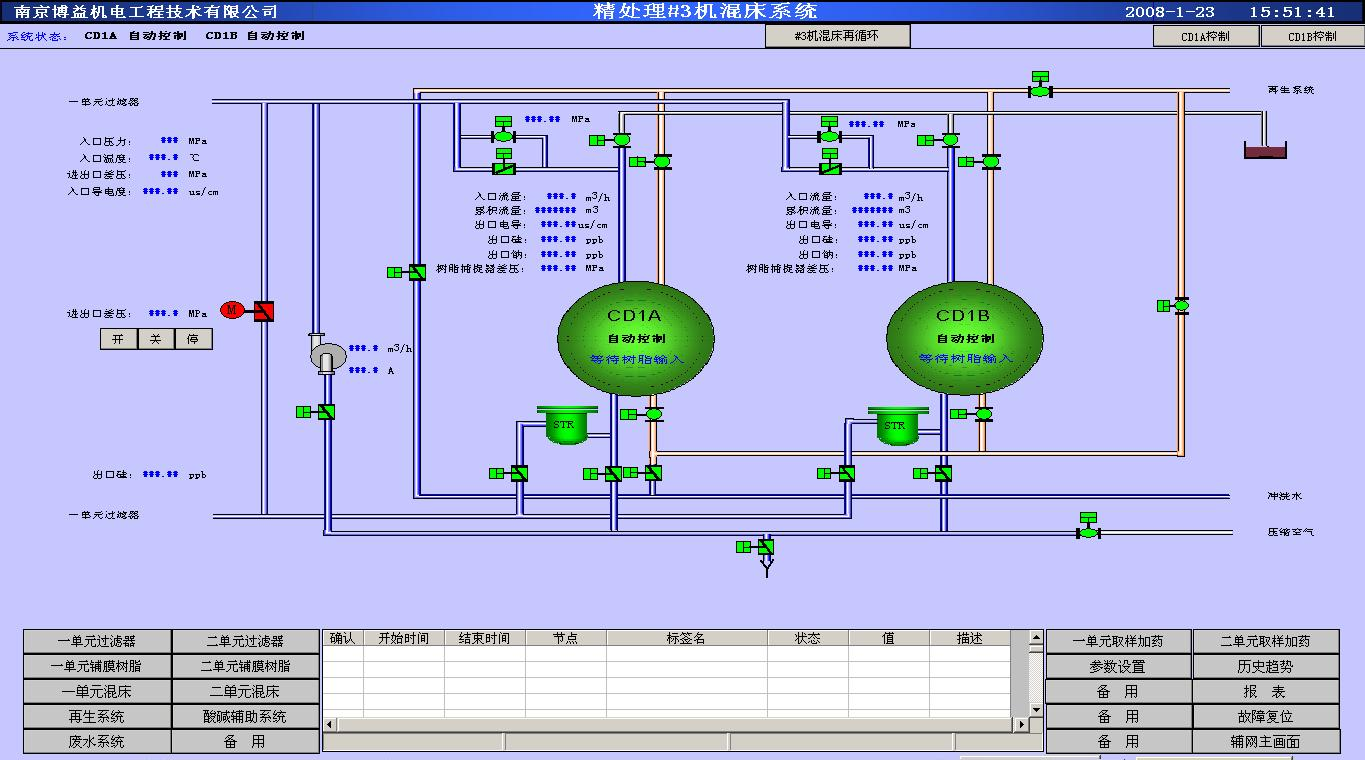 南京博益机电工程技术有限公司 精处理#3机混床系统 2008-1-23 15:51:41
系统状态: CD1A 自动控制 CD1B 自动控制 #3机混床再循环 CD1A控制 CD1B控制
一单元过滤器 再生系统
###.## MPa ###.## MPa
入口压力: ### MPa
入口温度: ###.# ℃
进出口差压: ### MPa
入口导电度: ###.## us/cm
入口流量: ###.# m3/h 入口流量: ###.# m3/h
累积流量: ####### m3 累积流量: ####### m3
出口电导: ###.## us/cm 出口电导: ###.## us/cm
出口硅: ###.## ppb 出口硅: ###.## ppb
出口钠: ###.## ppb 出口钠: ###.## ppb
树脂捕捉器差压: ###.## MPa 树脂捕捉器差压: ###.## MPa
进出口差压: ###.# MPa M
开 关 停
CD1A CD1B
自动控制 自动控制
等待树脂输入 等待树脂输入
###.# m3/h
###.# A
STR STR
出口硅: ###.## ppb
冲洗水
一单元过滤器
压缩空气
一单元过滤器 二单元过滤器 确认 开始时间 结束时间 节点 标签名 状态 值 描述 一单元取样加药 二单元取样加药
一单元铺膜树脂 二单元铺膜树脂 参数设置 历史趋势
一单元混床 二单元混床 备 用 报 表
再生系统 酸碱辅助系统 备 用 故障复位
废水系统 备 用 备 用 辅网主画面